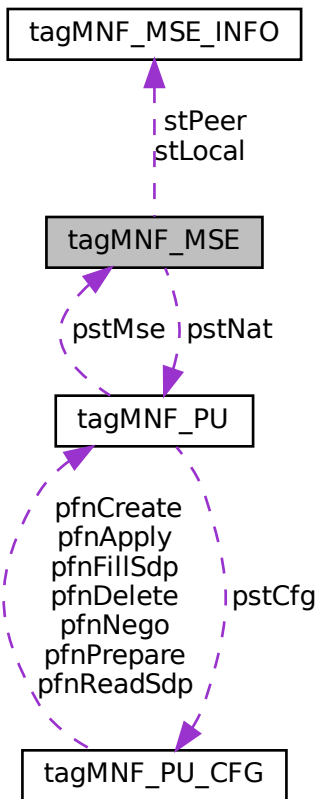 tagMNF_MSE_INFO
stPeer
stLocal
tagMNF_MSE
pstMse
pstNat
tagMNF_PU
pfnCreate
pfnApply
pfnFillSdp
pfnDelete
pfnNego
pfnPrepare
pfnReadSdp
pstCfg
tagMNF_PU_CFG